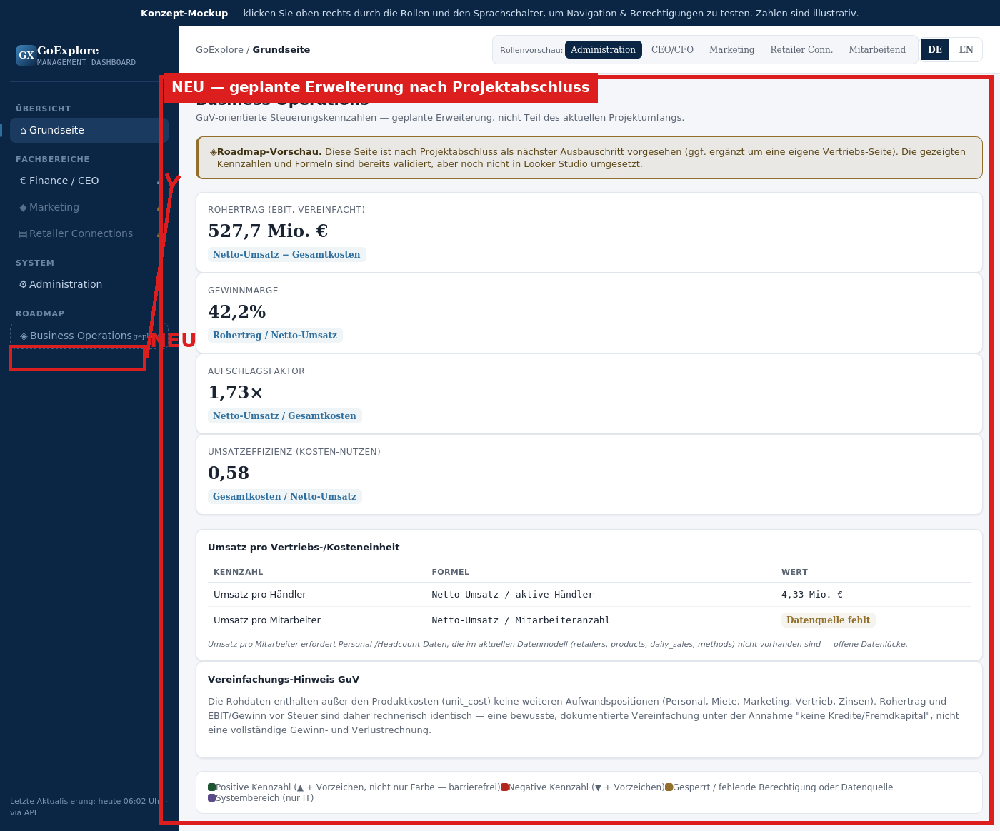 Konzept-Mockup — klicken Sie oben rechts durch die Rollen und den Sprachschalter, um Navigation & Berechtigungen zu testen. Zahlen sind illustrativ.
GX GoExplore
MANAGEMENT DASHBOARD
ÜBERSICHT
Grundseite
FACHBEREICHE
€ Finance / CEO
Marketing
Retailer Connections
SYSTEM
Administration
ROADMAP
Business Operations
NEU
Letzte Aktualisierung: heute 06:02 Uhr ·
via API
GoExplore / Grundseite
Rollenvorschau: Administration CEO/CFO Marketing Retailer Conn. Mitarbeitend DE EN
NEU — geplante Erweiterung nach Projektabschluss
Business Operations
GuV-orientierte Steuerungskennzahlen — geplante Erweiterung, nicht Teil des aktuellen Projektumfangs.
Roadmap-Vorschau. Diese Seite ist nach Projektabschluss als nächster Ausbauschritt vorgesehen (ggf. ergänzt um eine eigene Vertriebs-Seite). Die gezeigten
Kennzahlen und Formeln sind bereits validiert, aber noch nicht in Looker Studio umgesetzt.
ROHERTRAG (EBIT, VEREINFACHT)
527,7 Mio. €
Netto-Umsatz − Gesamtkosten
GEWINNMARGE
42,2%
Rohertrag / Netto-Umsatz
AUFSCHLAGSFAKTOR
1,73×
Netto-Umsatz / Gesamtkosten
UMSATZEFFIZIENZ (KOSTEN-NUTZEN)
0,58
Gesamtkosten / Netto-Umsatz
Umsatz pro Vertriebs-/Kosteneinheit
KENNZAHL FORMEL WERT
Umsatz pro Händler Netto-Umsatz / aktive Händler 4,33 Mio. €
Umsatz pro Mitarbeiter Netto-Umsatz / Mitarbeiteranzahl Datenquelle fehlt
Umsatz pro Mitarbeiter erfordert Personal-/Headcount-Daten, die im aktuellen Datenmodell (retailers, products, daily_sales, methods) nicht vorhanden sind — offene Datenlücke.
Vereinfachungs-Hinweis GuV
Die Rohdaten enthalten außer den Produktkosten (unit_cost) keine weiteren Aufwandspositionen (Personal, Miete, Marketing, Vertrieb, Zinsen). Rohertrag und
EBIT/Gewinn vor Steuer sind daher rechnerisch identisch — eine bewusste, dokumentierte Vereinfachung unter der Annahme "keine Kredite/Fremdkapital", nicht
eine vollständige Gewinn- und Verlustrechnung.
Positive Kennzahl (▲ + Vorzeichen, nicht nur Farbe — barrierefrei) Negative Kennzahl (▼ + Vorzeichen) Gesperrt / fehlende Berechtigung oder Datenquelle
Systembereich (nur IT)